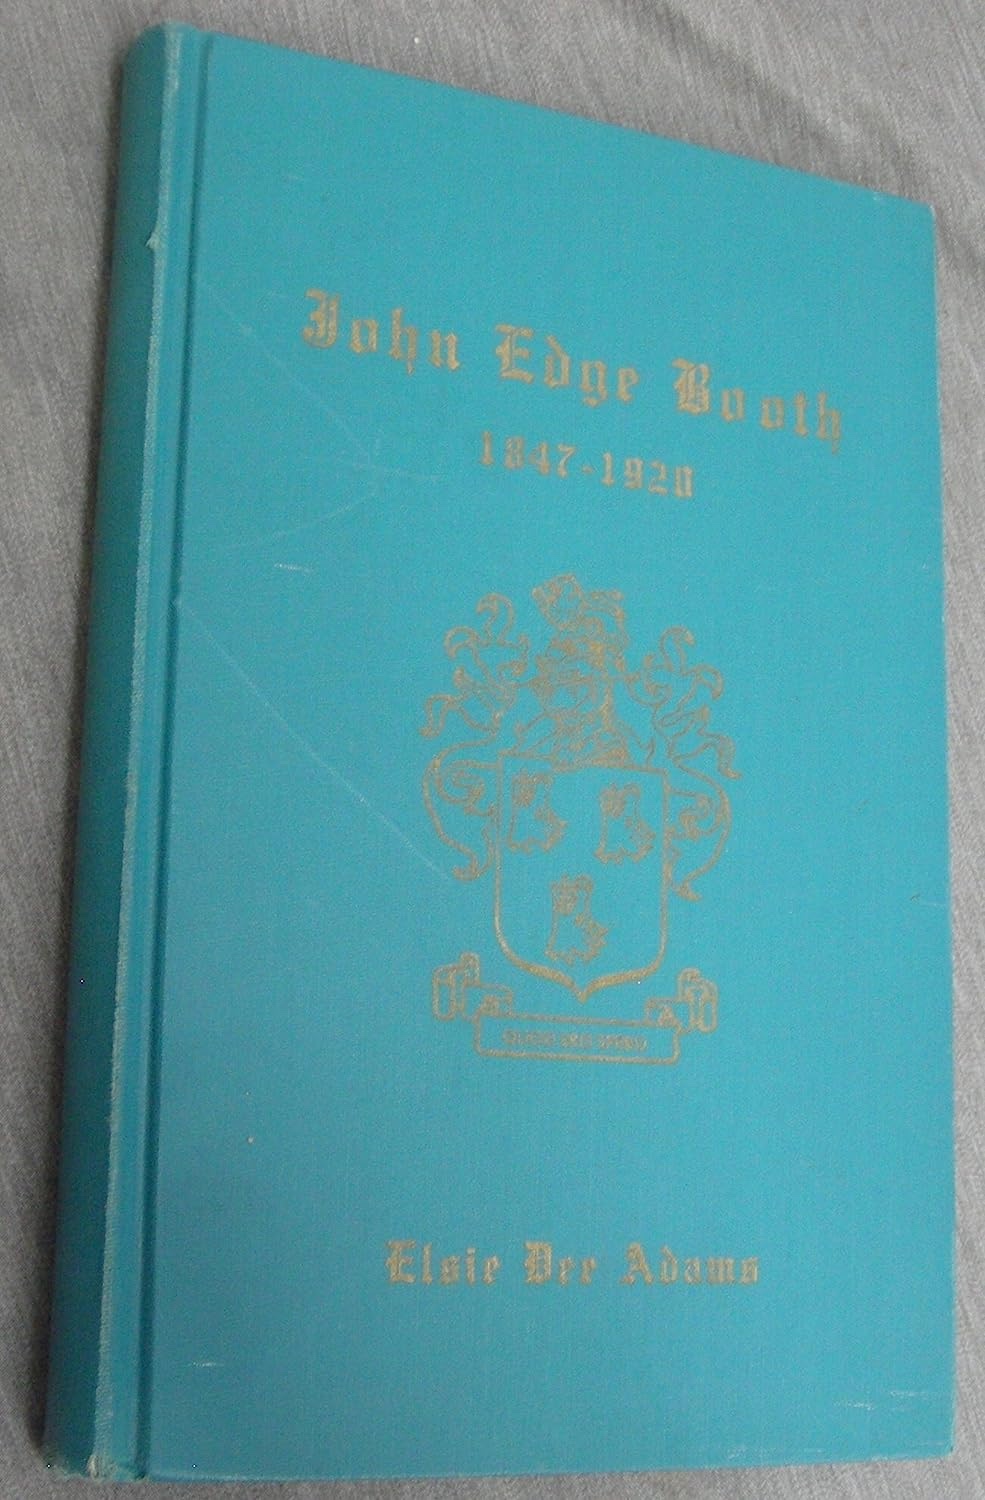 John Edge Booth
1847-1920
Elsie Dee Adams